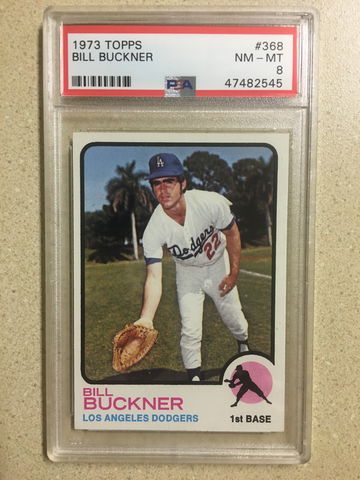 1973 TOPPS #368
BILL BUCKNER NM-MT
8
PSA 47482545
LA
Dodgers
22
BILL
BUCKNER
LOS ANGELES DODGERS
1st BASE